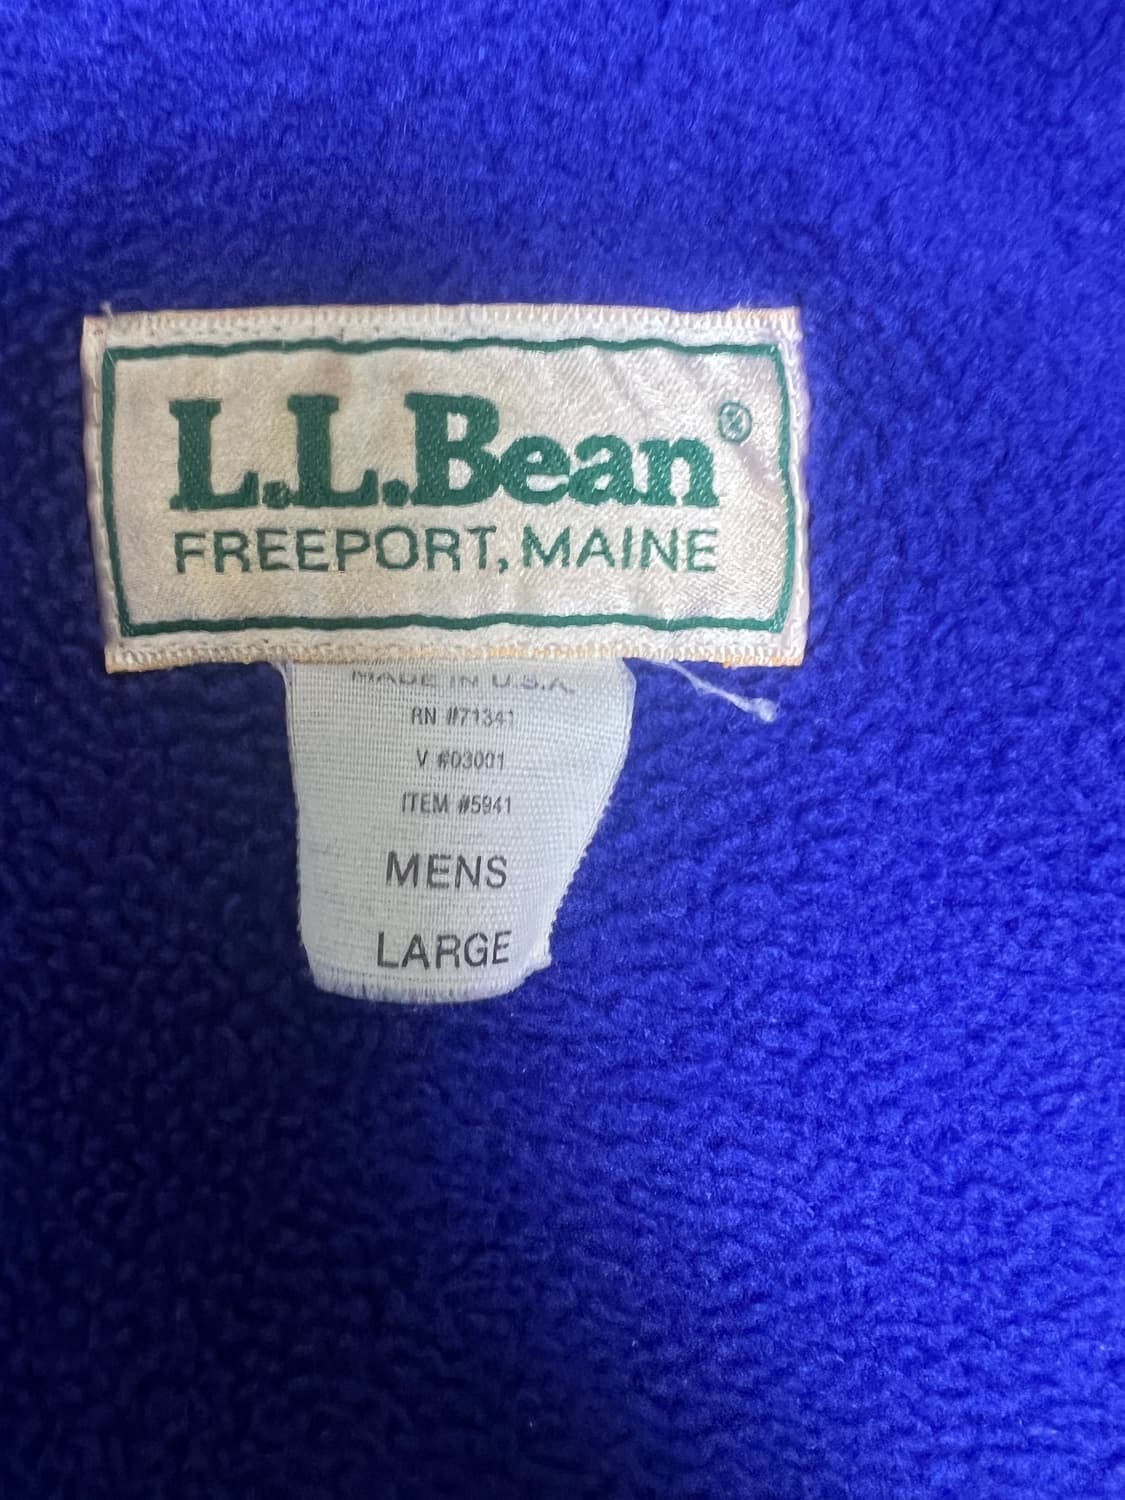 L.L.Bean®
FREEPORT, MAINE
MADE IN U.S.A.
RN #71341
V #03001
ITEM #5941
MENS
LARGE